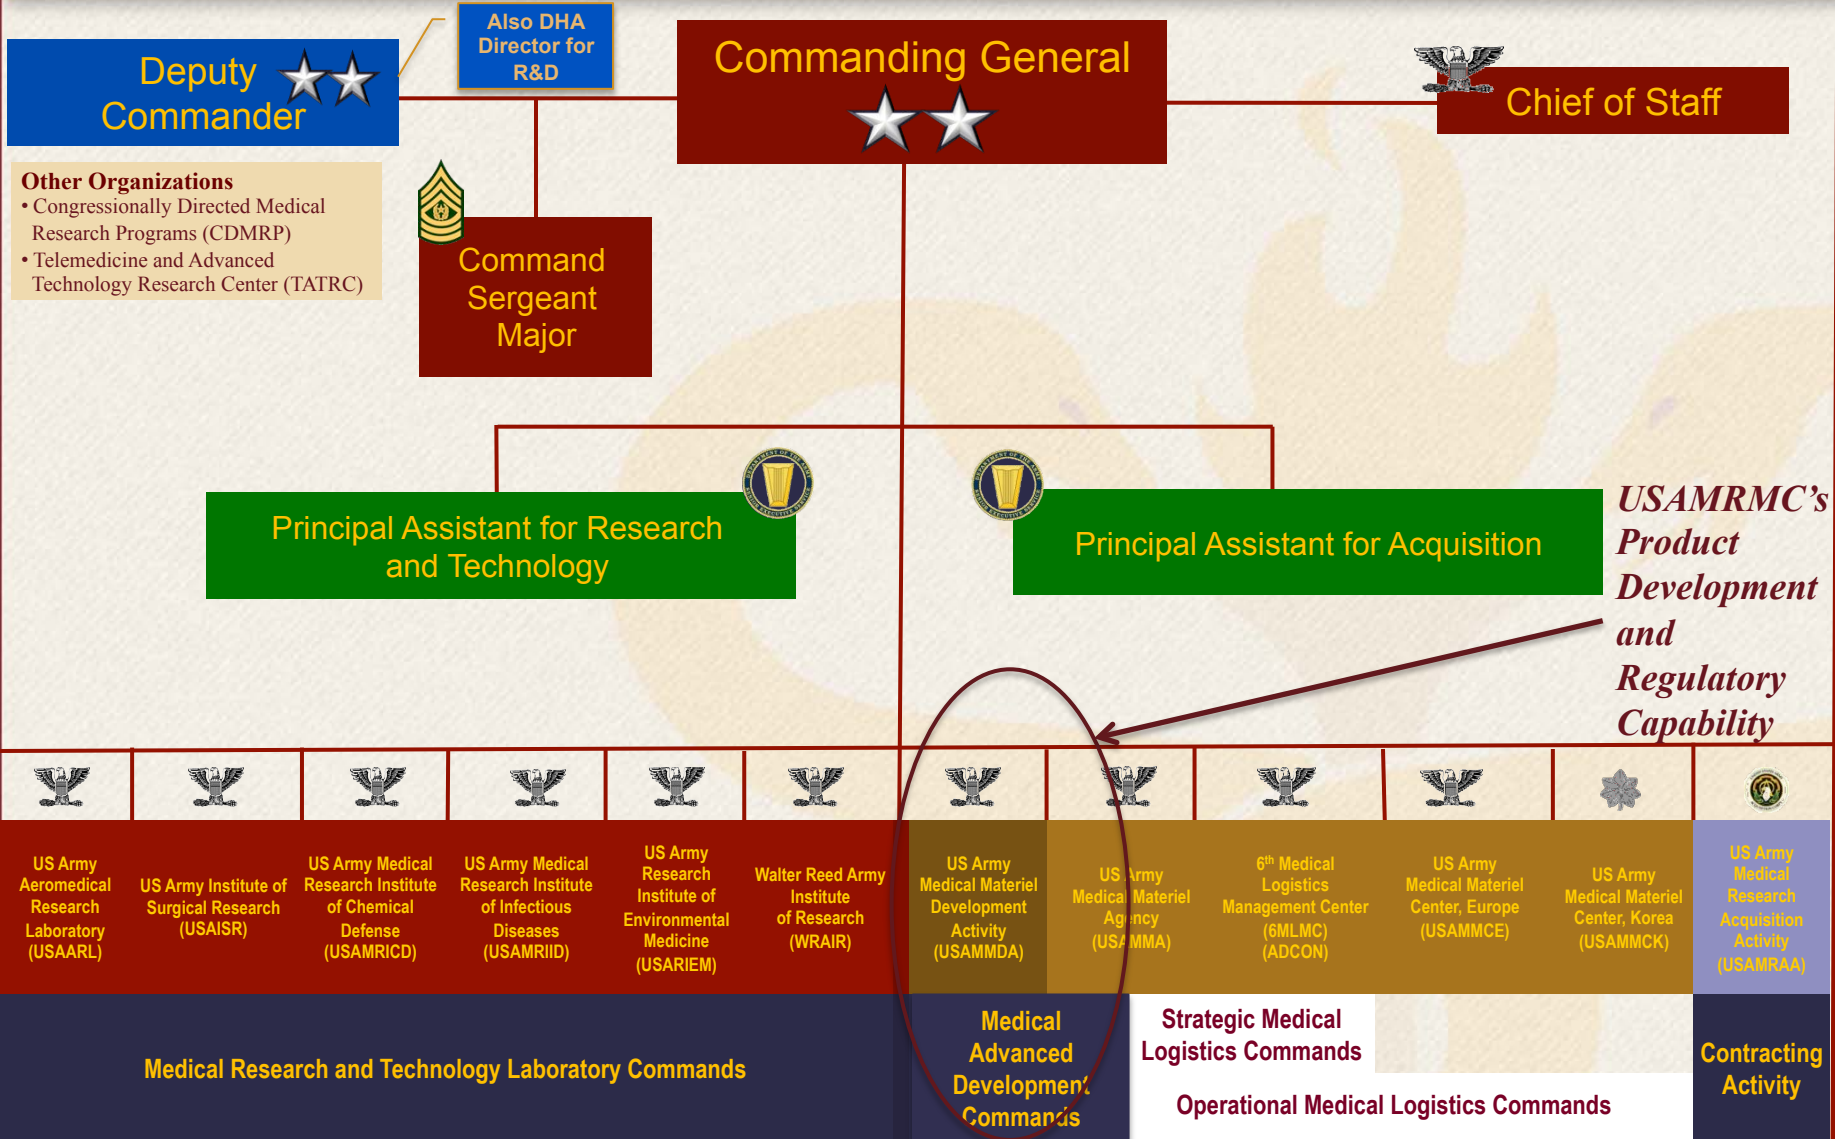 Also DHA
Director for
R&D
Deputy
Commander
Commanding General
Chief of Staff
Other Organizations
• Congressionally Directed Medical
Research Programs (CDMRP)
• Telemedicine and Advanced
Technology Research Center (TATRC)
Command
Sergeant
Major
Principal Assistant for Research
and Technology
Principal Assistant for Acquisition
USAMRMC’s
Product
Development
and
Regulatory
Capability
US Army
Aeromedical
Research
Laboratory
(USAARL)
US Army Institute of
Surgical Research
(USAISR)
US Army Medical
Research Institute
of Chemical
Defense
(USAMRICD)
US Army Medical
Research Institute
of Infectious
Diseases
(USAMRIID)
US Army
Research
Institute of
Environmental
Medicine
(USARIEM)
Walter Reed Army
Institute
of Research
(WRAIR)
US Army
Medical Materiel
Development
Activity
(USAMMDA)
US Army
Medical Materiel
Agency
(USAMMA)
6th Medical
Logistics
Management Center
(6MLMC)
(ADCON)
US Army
Medical Materiel
Center, Europe
(USAMMCE)
US Army
Medical Materiel
Center, Korea
(USAMMCK)
US Army
Medical
Research
Acquisition
Activity
(USAMRAA)
Medical Research and Technology Laboratory Commands
Medical
Advanced
Development
Commands
Strategic Medical
Logistics Commands
Operational Medical Logistics Commands
Contracting
Activity